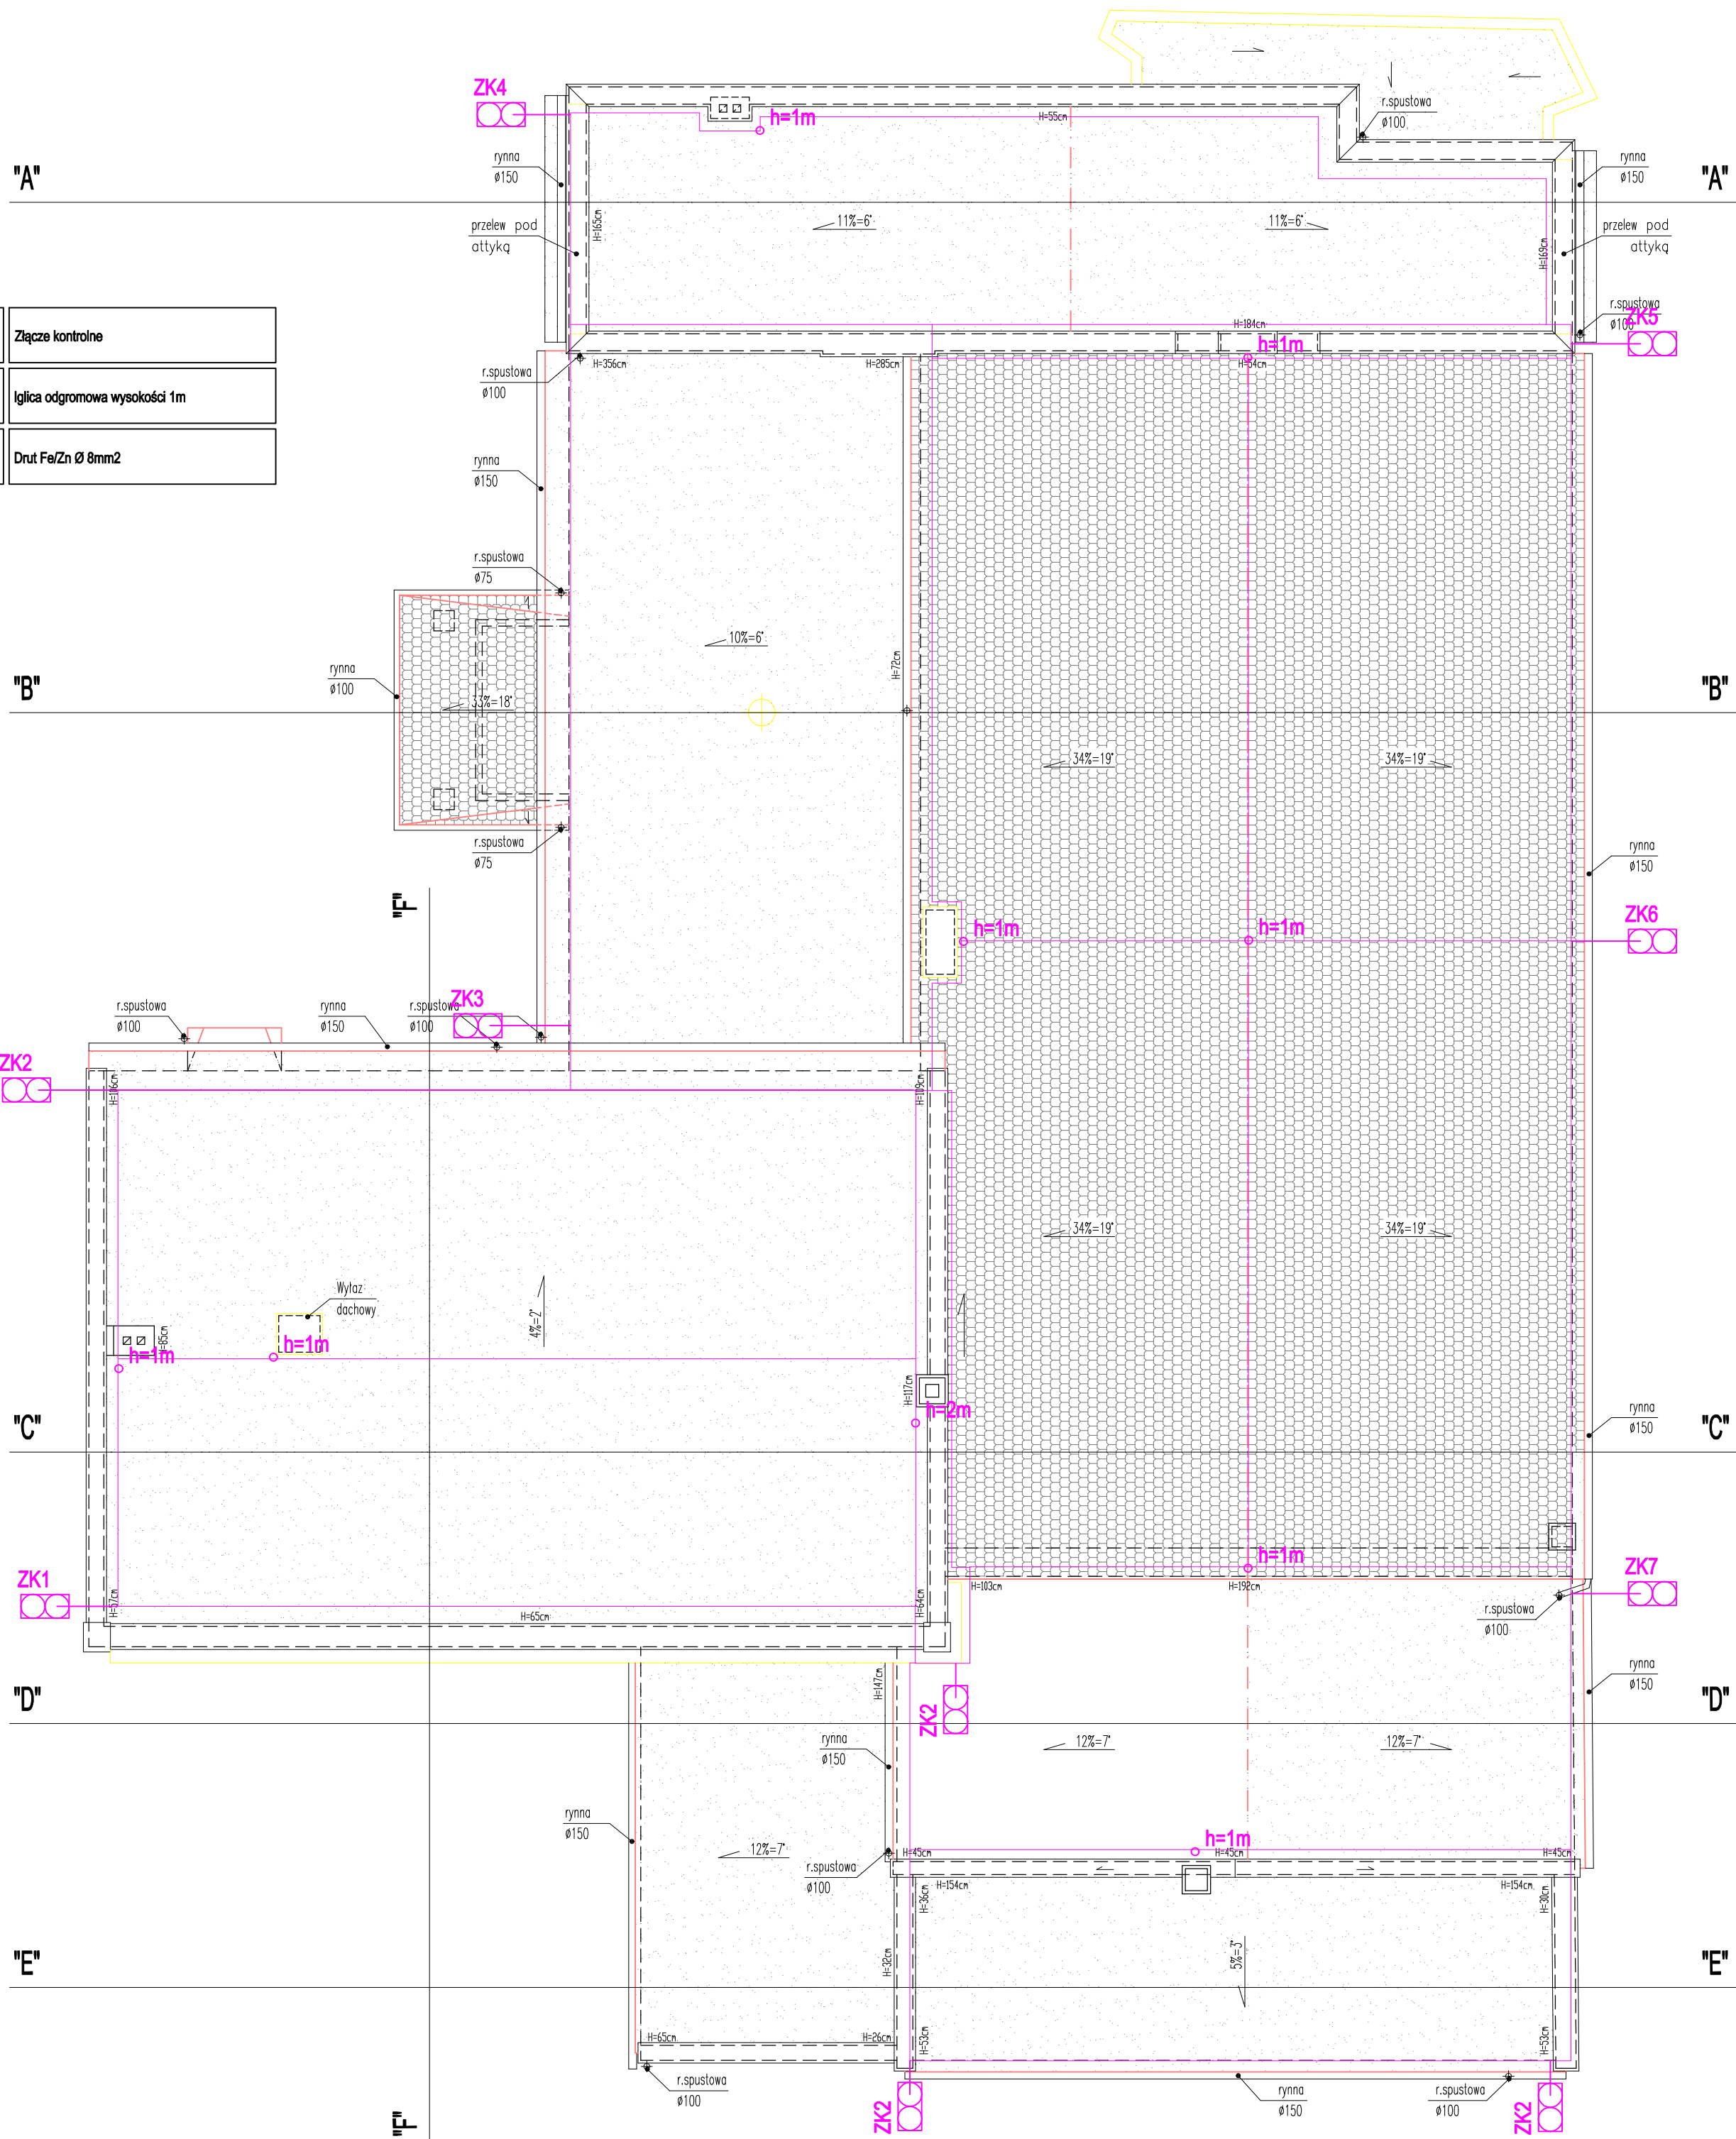 ZK4
h=1m
H=55cm
r.spustowa
ø100
rynna
ø150
rynna
ø150
"A"
"A"
11%=6°
11%=6°
H=165cm
H=169cm
przelew pod
attyką
przelew pod
attyką
r.spustowa
ø100
ZK5
Złącze kontrolne
H=184cm
h=1m
H=54cm
H=356cm
H=285cm
r.spustowa
ø100
Iglica odgromowa wysokości 1m
Drut Fe/Zn Ø 8mm2
rynna
ø150
r.spustowa
ø75
10%=6°
H=72cm
rynna
ø100
33%=18°
"B"
"B"
34%=19°
34%=19°
r.spustowa
ø75
rynna
ø150
"F"
h=1m
h=1m
ZK6
r.spustowa
ø100
rynna
ø150
r.spustowa
ø100
ZK3
ZK2
H=106cm
H=109cm
34%=19°
34%=19°
Wyłaz
dachowy
4%=2°
H=85cm
h=1m
h=1m
H=117cm
h=2m
rynna
ø150
"C"
"C"
h=1m
ZK1
H=57cm
H=65cm
H=64cm
H=103cm
H=192cm
ZK7
r.spustowa
ø100
rynna
ø150
H=147cm
"D"
"D"
ZK2
rynna
ø150
12%=7°
12%=7°
rynna
ø150
12%=7°
r.spustowa
ø100
h=1m
H=45cm
H=45cm
H=45cm
H=154cm
H=154cm
H=36cm
H=30cm
H=32cm
5%=3°
"E"
"E"
H=65cm
H=26cm
H=53cm
H=53cm
r.spustowa
ø100
ZK2
rynna
ø150
r.spustowa
ø100
ZK2
"F"